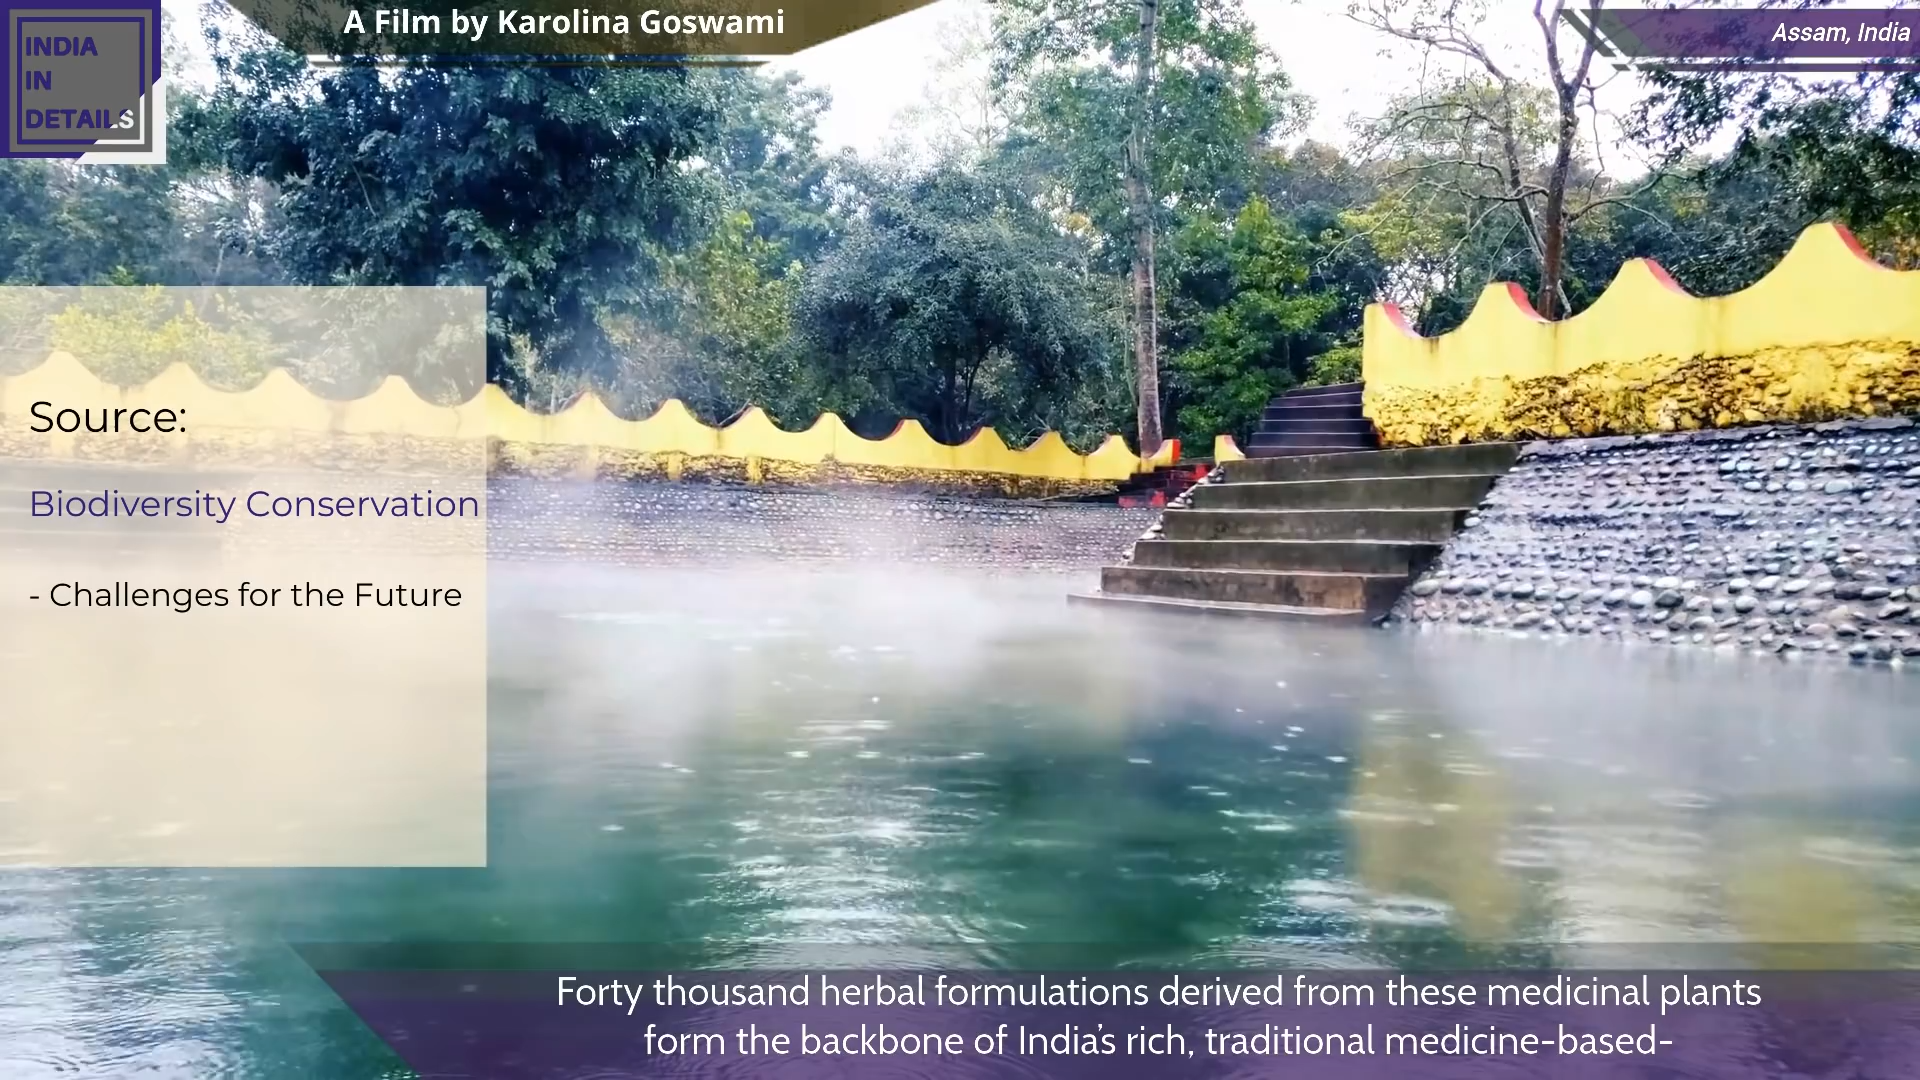 INDIA
IN
DETAILS
A Film by Karolina Goswami
Assam, India
Source:
Biodiversity Conservation
- Challenges for the Future
Forty thousand herbal formulations derived from these medicinal plants
form the backbone of India's rich, traditional medicine-based-